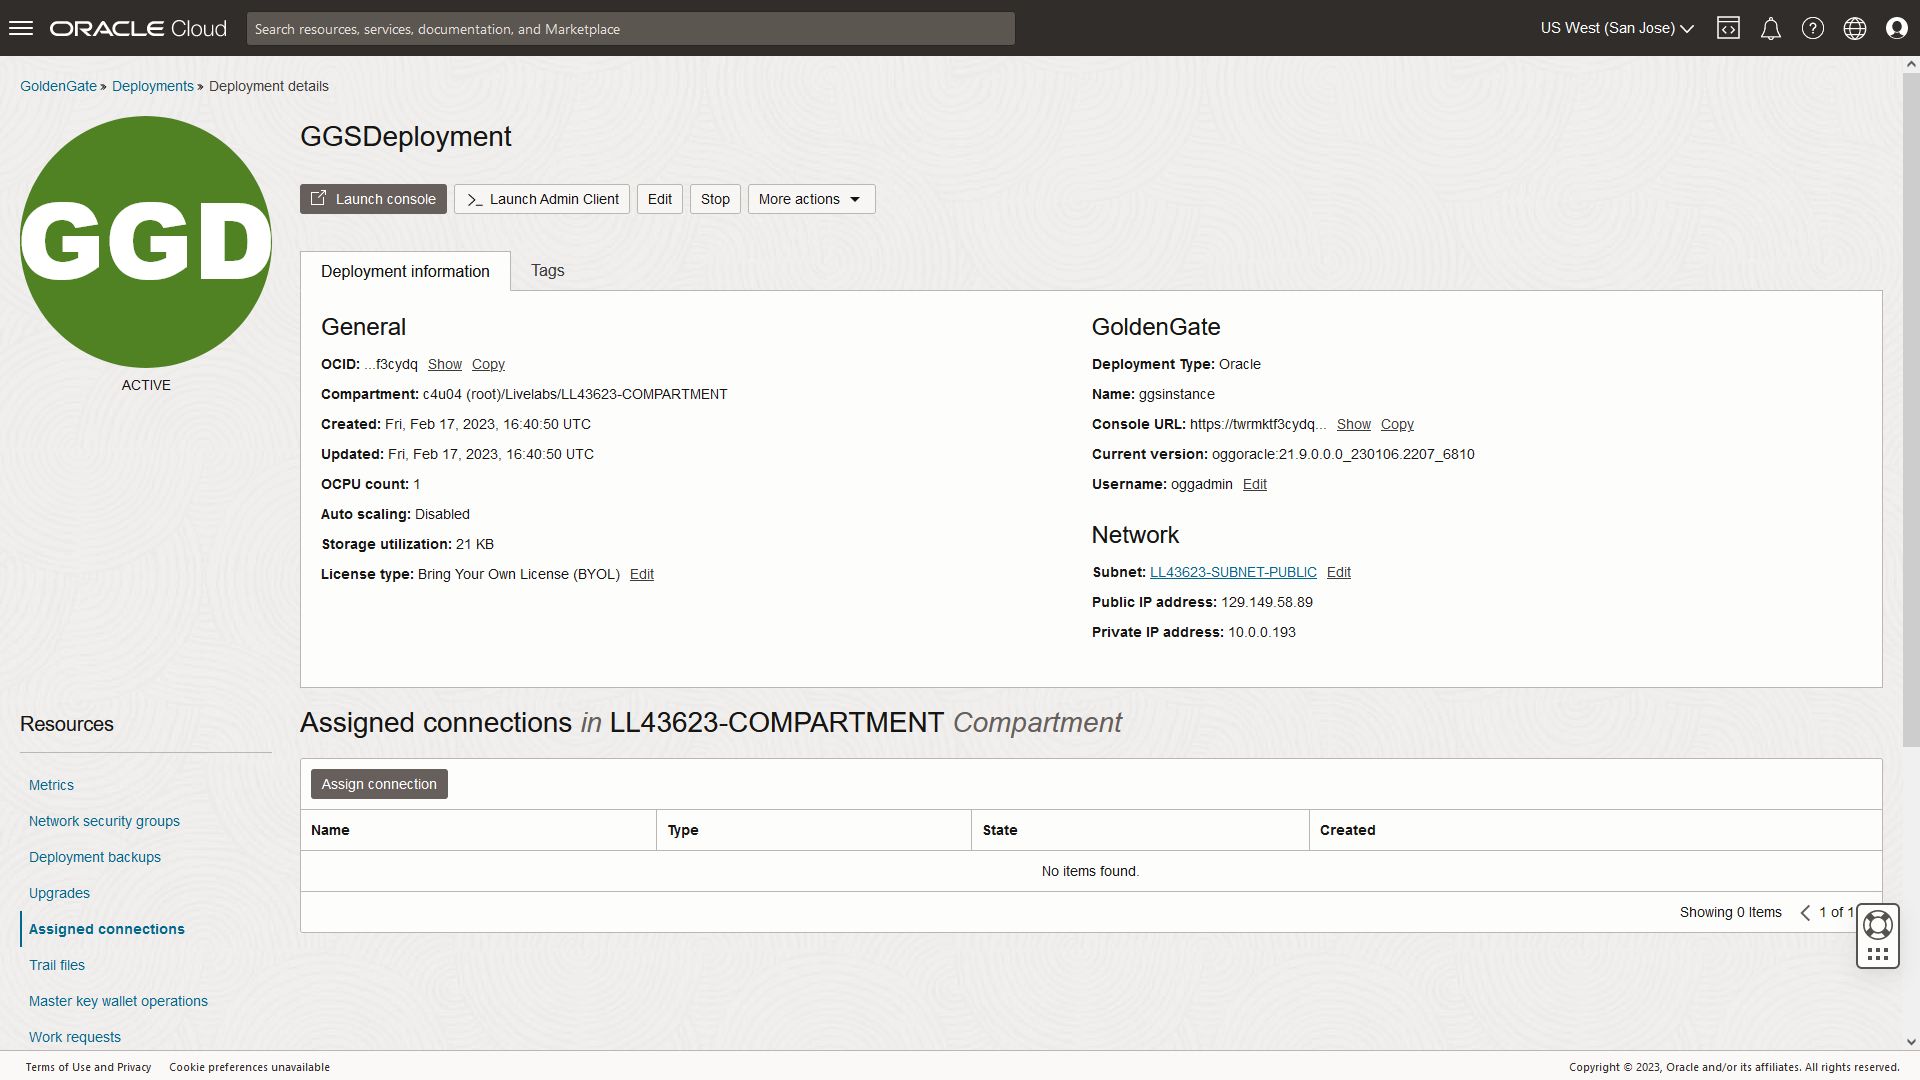 ORACLE Cloud
Search resources, services, documentation, and Marketplace
US West (San Jose)
GoldenGate » Deployments » Deployment details
GGD
ACTIVE
GGSDeployment
Launch console
Launch Admin Client
Edit
Stop
More actions
Deployment information
Tags
General
OCID: ...f3cydq Show Copy
Compartment: c4u04 (root)/Livelabs/LL43623-COMPARTMENT
Created: Fri, Feb 17, 2023, 16:40:50 UTC
Updated: Fri, Feb 17, 2023, 16:40:50 UTC
OCPU count: 1
Auto scaling: Disabled
Storage utilization: 21 KB
License type: Bring Your Own License (BYOL) Edit
GoldenGate
Deployment Type: Oracle
Name: ggsinstance
Console URL: https://twrmktf3cydq... Show Copy
Current version: oggoracle:21.9.0.0.0_230106.2207_6810
Username: oggadmin Edit
Network
Subnet: LL43623-SUBNET-PUBLIC Edit
Public IP address: 129.149.58.89
Private IP address: 10.0.0.193
Resources
Metrics
Network security groups
Deployment backups
Upgrades
Assigned connections
Trail files
Master key wallet operations
Work requests
Assigned connections in LL43623-COMPARTMENT Compartment
Assign connection
Name Type State Created
No items found.
Showing 0 Items 1 of 1
Terms of Use and Privacy Cookie preferences unavailable
Copyright © 2023, Oracle and/or its affiliates. All rights reserved.